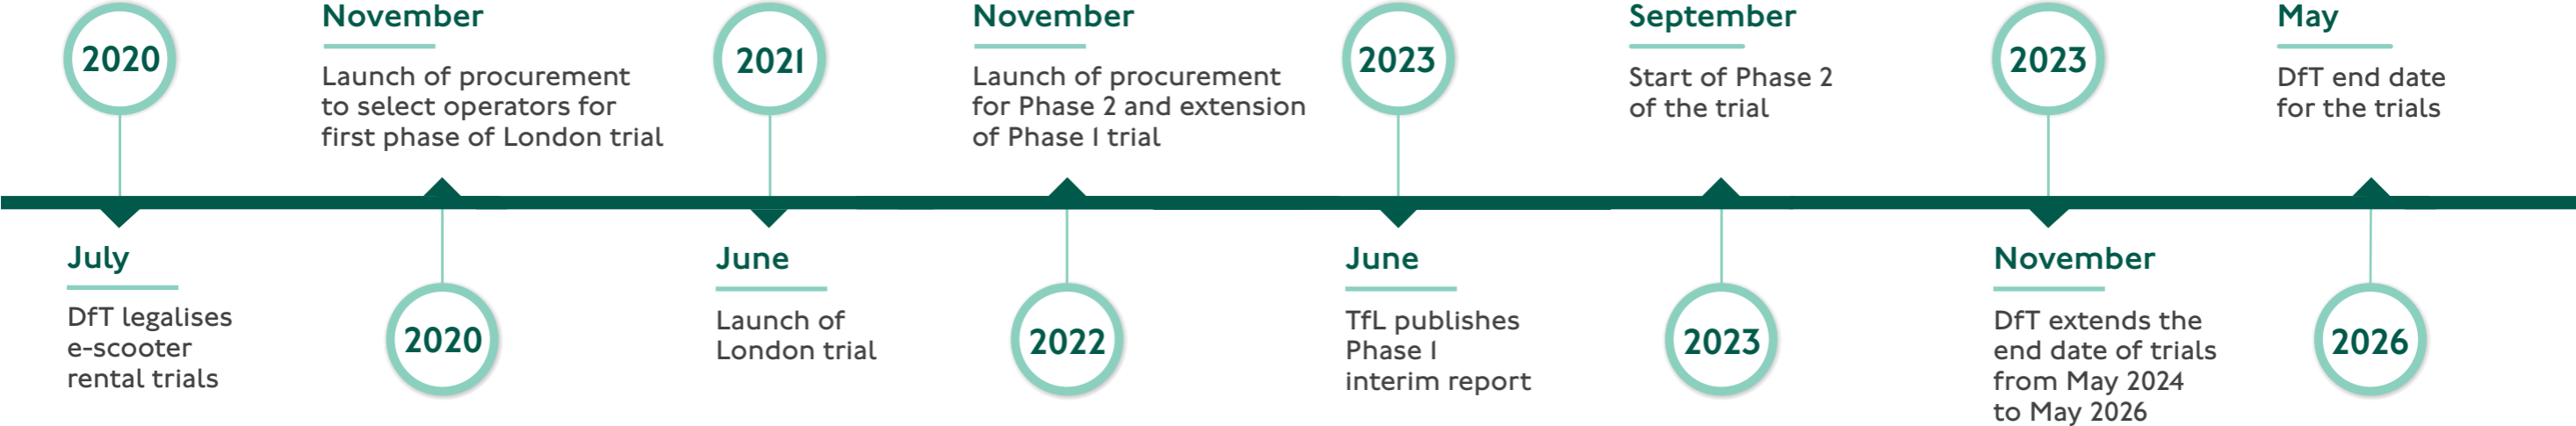 2020
July
DfT legalises
e-scooter
rental trials
November
Launch of procurement
to select operators for
first phase of London trial
2020
2021
June
Launch of
London trial
November
Launch of procurement
for Phase 2 and extension
of Phase 1 trial
2022
2023
June
TfL publishes
Phase 1
interim report
September
Start of Phase 2
of the trial
2023
2023
November
DfT extends the
end date of trials
from May 2024
to May 2026
May
DfT end date
for the trials
2026